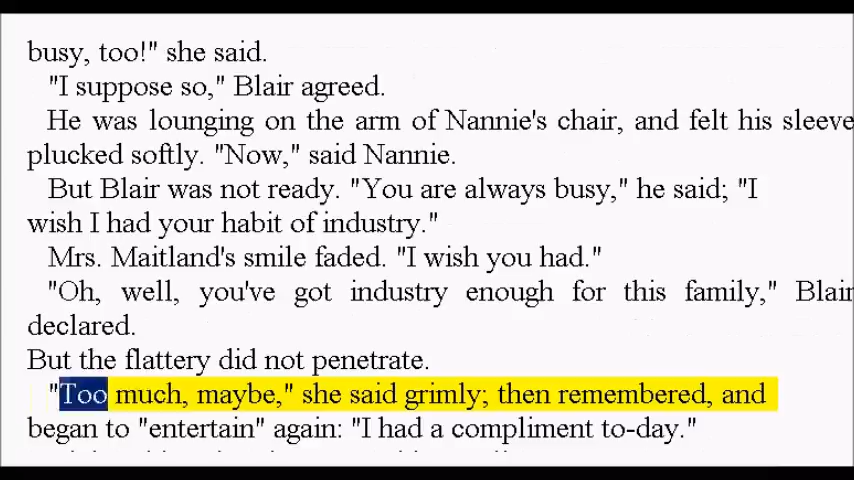 busy, too!" she said.
"I suppose so," Blair agreed.
He was lounging on the arm of Nannie's chair, and felt his sleeve
plucked softly. "Now," said Nannie.
But Blair was not ready. "You are always busy," he said; "I
wish I had your habit of industry."
Mrs. Maitland's smile faded. "I wish you had."
"Oh, well, you've got industry enough for this family," Blair
declared.
But the flattery did not penetrate.
"Too much, maybe," she said grimly; then remembered, and
began to "entertain" again: "I had a compliment to-day."